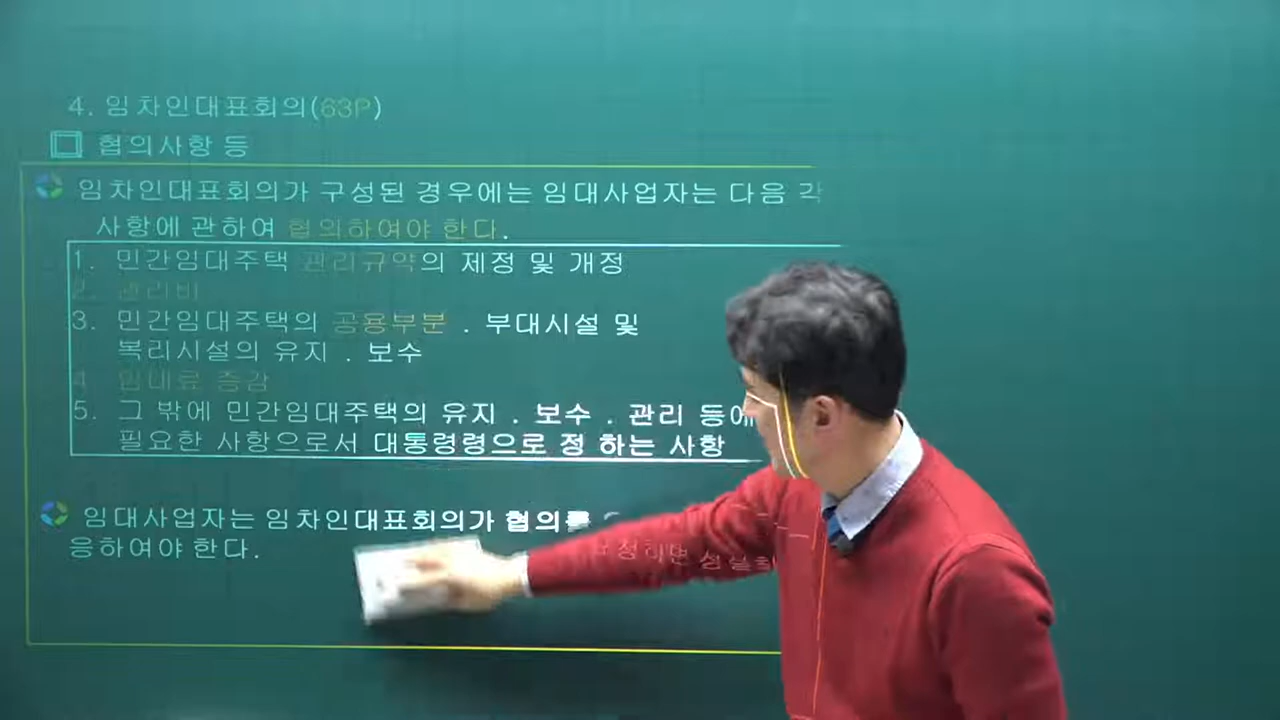 4. 임차인대표회의(63P)
협의사항 등
임차인대표회의가 구성된 경우에는 임대사업자는 다음 각
사항에 관하여 협의하여야 한다.
1. 민간임대주택 관리규약의 제정 및 개정
2. 관리비
3. 민간임대주택의 공용부분 . 부대시설 및
복리시설의 유지 . 보수
4. 임대료 증감
5. 그 밖에 민간임대주택의 유지 . 보수 . 관리 등에
필요한 사항으로서 대통령령으로 정 하는 사항
임대사업자는 임차인대표회의가 협의를
응하여야 한다.